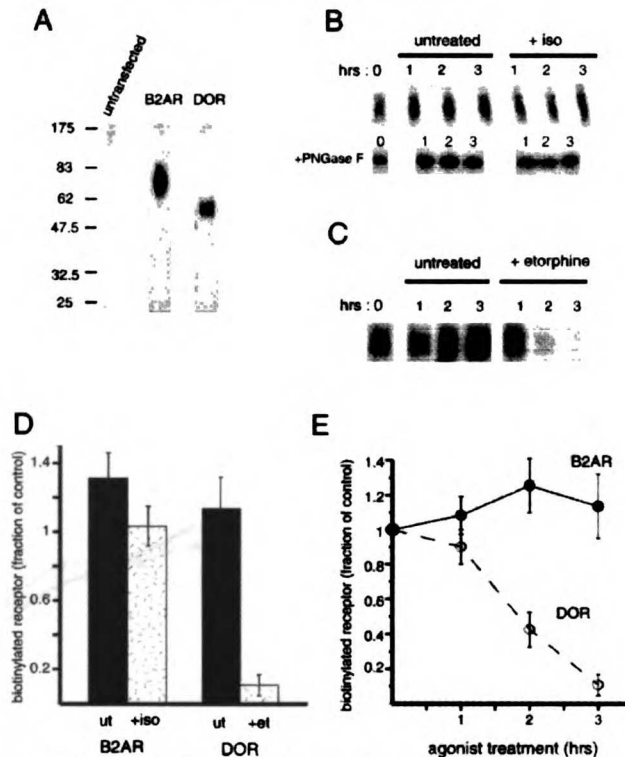 A
untransfected
B2AR DOR
175
83
62
47.5
32.5
25
B
untreated + iso
hrs : 0 1 2 3 1 2 3
0 1 2 3 1 2 3
+PNGase F
C
untreated + etorphine
hrs : 0 1 2 3 1 2 3
D
biotinylated receptor (fraction of control)
1.4
1
0.6
0.2
ut +iso ut +et
B2AR DOR
E
biotinylated receptor (fraction of control)
1.4
1.2
1
0.8
0.6
0.4
0.2
B2AR
DOR
1 2 3
agonist treatment (hrs)